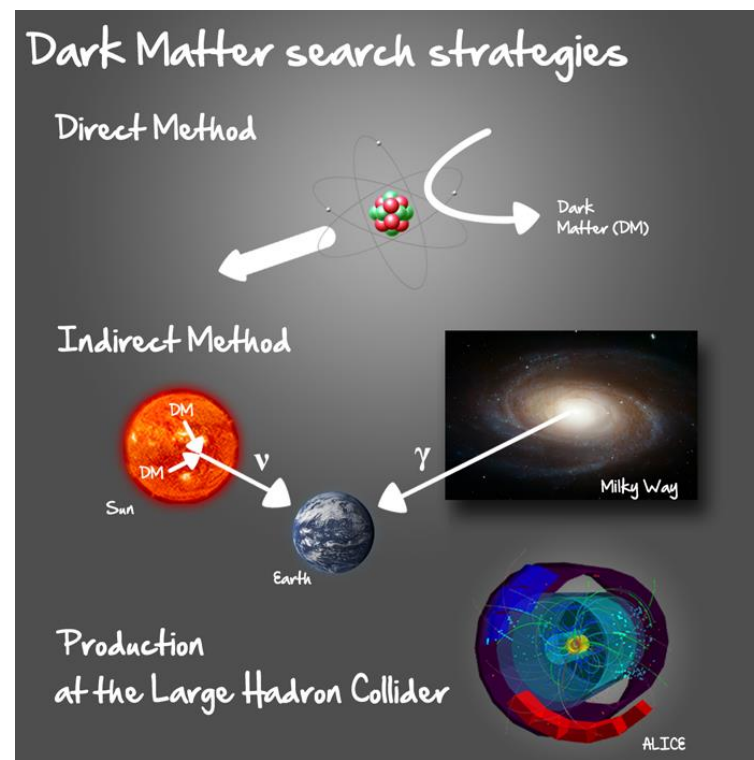 Dark Matter search strategies
Direct Method
Dark
Matter (DM)
Indirect Method
DM
DM
ν
γ
Sun
Milky Way
Earth
Production
at the Large Hadron Collider
ALICE